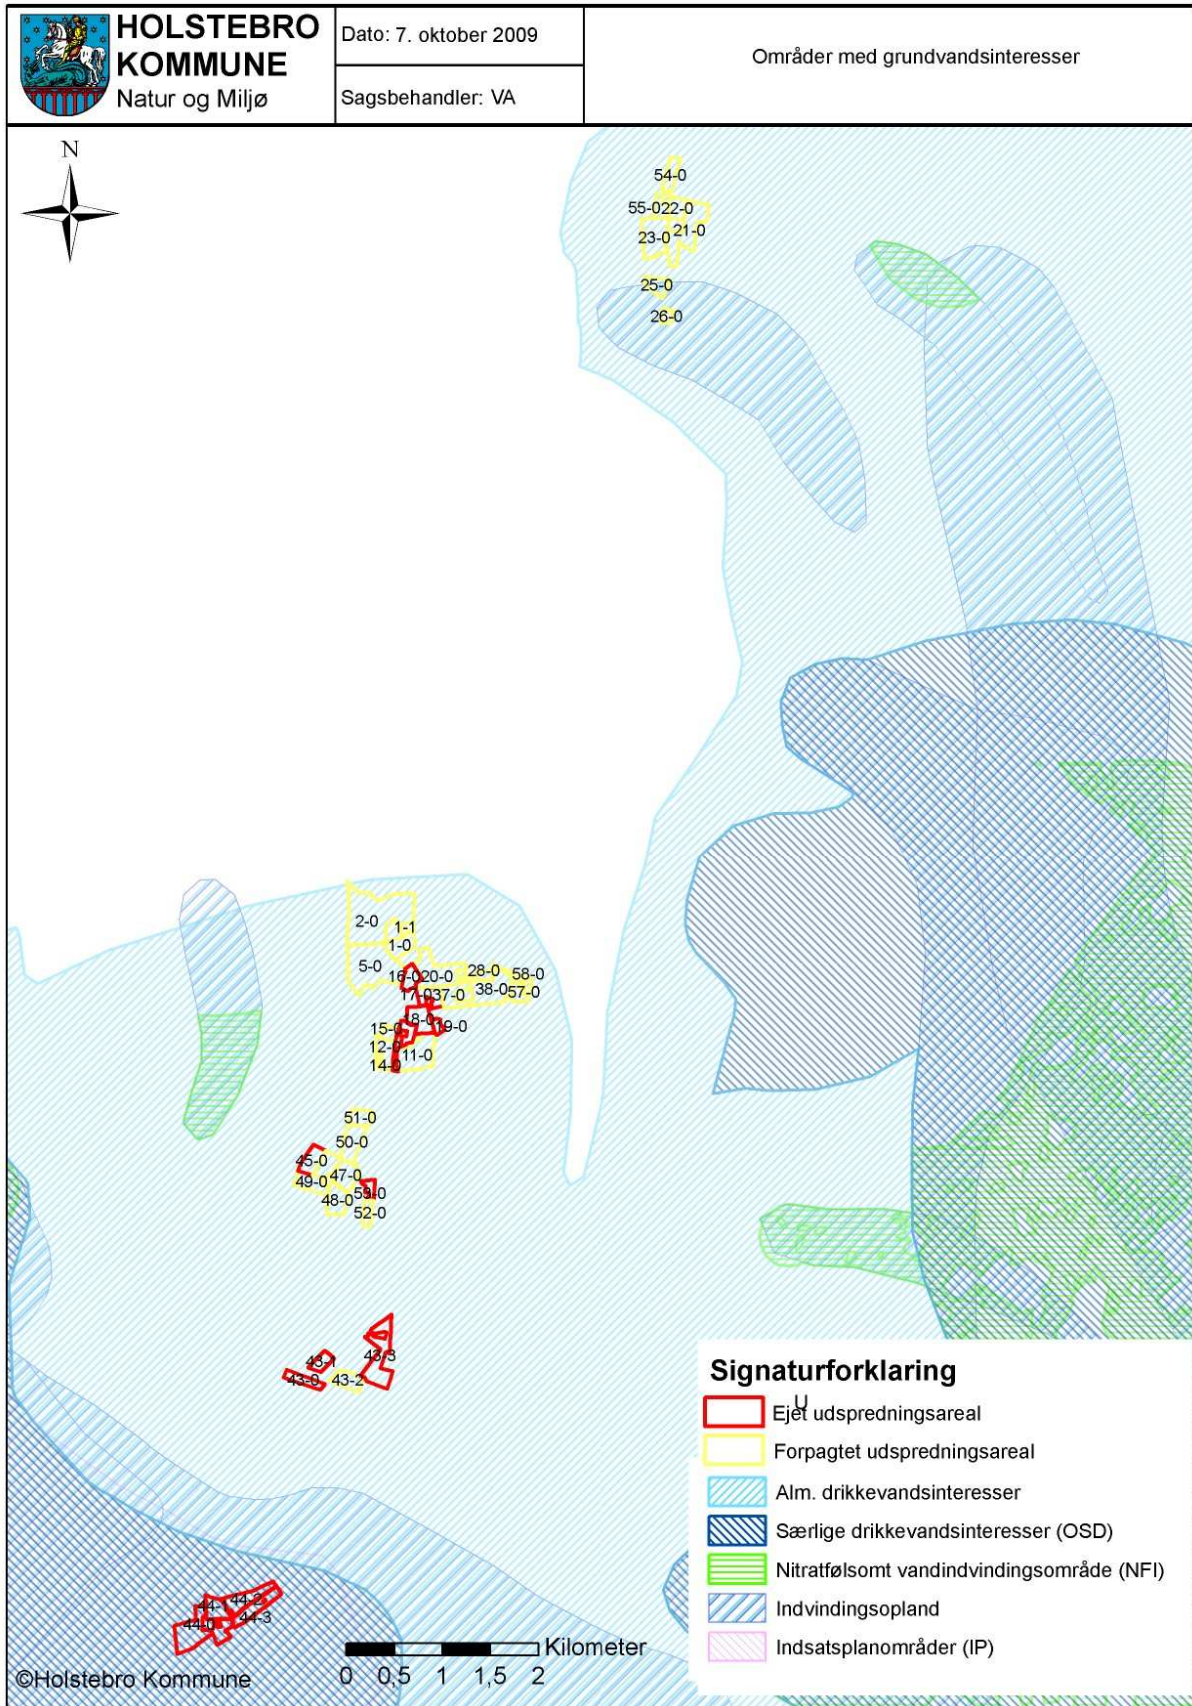 HOLSTEBRO
KOMMUNE
Natur og Miljø
Dato: 7. oktober 2009
Sagsbehandler: VA
Områder med grundvandsinteresser
N
54-0
55-0 22-0
23-0 21-0
25-0
26-0
2-0
1-1
1-0
5-0
16-0 20-0 28-0 58-0
17-0 37-0 38-0 57-0
18-0
15-0 19-0
12-0
11-0
14-0
51-0
50-0
45-0
47-0
49-0
48-0
52-0
43-1 43-3
43-0 43-2
44-1 44-2
44-0 44-3
Signaturforklaring
U
Ejet udspredningsareal
Forpagtet udspredningsareal
Alm. drikkevandsinteresser
Særlige drikkevandsinteresser (OSD)
Nitratfølsomt vandindvindingsområde (NFI)
Indvindingsopland
Indsatsplanområder (IP)
Kilometer
0 0,5 1 1,5 2
©Holstebro Kommune